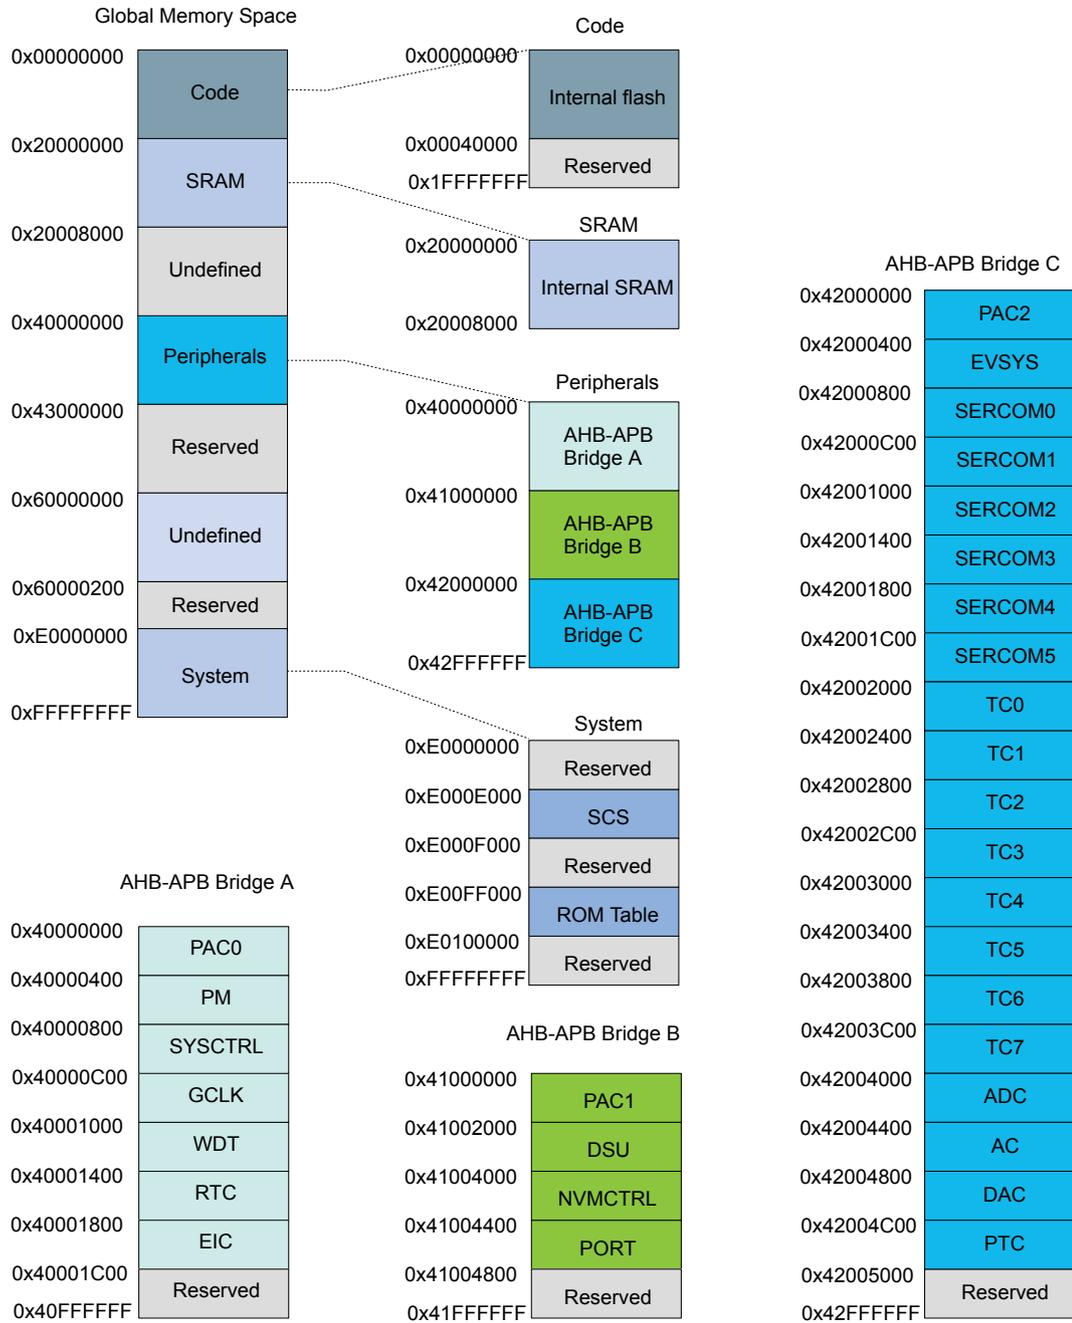 Global Memory Space
0x00000000
Code
0x20000000
SRAM
0x20008000
Undefined
0x40000000
Peripherals
0x43000000
Reserved
0x60000000
Undefined
0x60000200
Reserved
0xE0000000
System
0xFFFFFFFF
Code
0x00000000
Internal flash
0x00040000
Reserved
0x1FFFFFFF
SRAM
0x20000000
Internal SRAM
0x20008000
Peripherals
0x40000000
AHB-APB
Bridge A
0x41000000
AHB-APB
Bridge B
0x42000000
AHB-APB
Bridge C
0x42FFFFFF
System
0xE0000000
Reserved
0xE000E000
SCS
0xE000F000
Reserved
0xE00FF000
ROM Table
0xE0100000
Reserved
0xFFFFFFFF
AHB-APB Bridge A
0x40000000
PAC0
0x40000400
PM
0x40000800
SYSCTRL
0x40000C00
GCLK
0x40001000
WDT
0x40001400
RTC
0x40001800
EIC
0x40001C00
Reserved
0x40FFFFFF
AHB-APB Bridge B
0x41000000
PAC1
0x41002000
DSU
0x41004000
NVMCTRL
0x41004400
PORT
0x41004800
Reserved
0x41FFFFFF
AHB-APB Bridge C
0x42000000
PAC2
0x42000400
EVSYS
0x42000800
SERCOM0
0x42000C00
SERCOM1
0x42001000
SERCOM2
0x42001400
SERCOM3
0x42001800
SERCOM4
0x42001C00
SERCOM5
0x42002000
TC0
0x42002400
TC1
0x42002800
TC2
0x42002C00
TC3
0x42003000
TC4
0x42003400
TC5
0x42003800
TC6
0x42003C00
TC7
0x42004000
ADC
0x42004400
AC
0x42004800
DAC
0x42004C00
PTC
0x42005000
Reserved
0x42FFFFFF